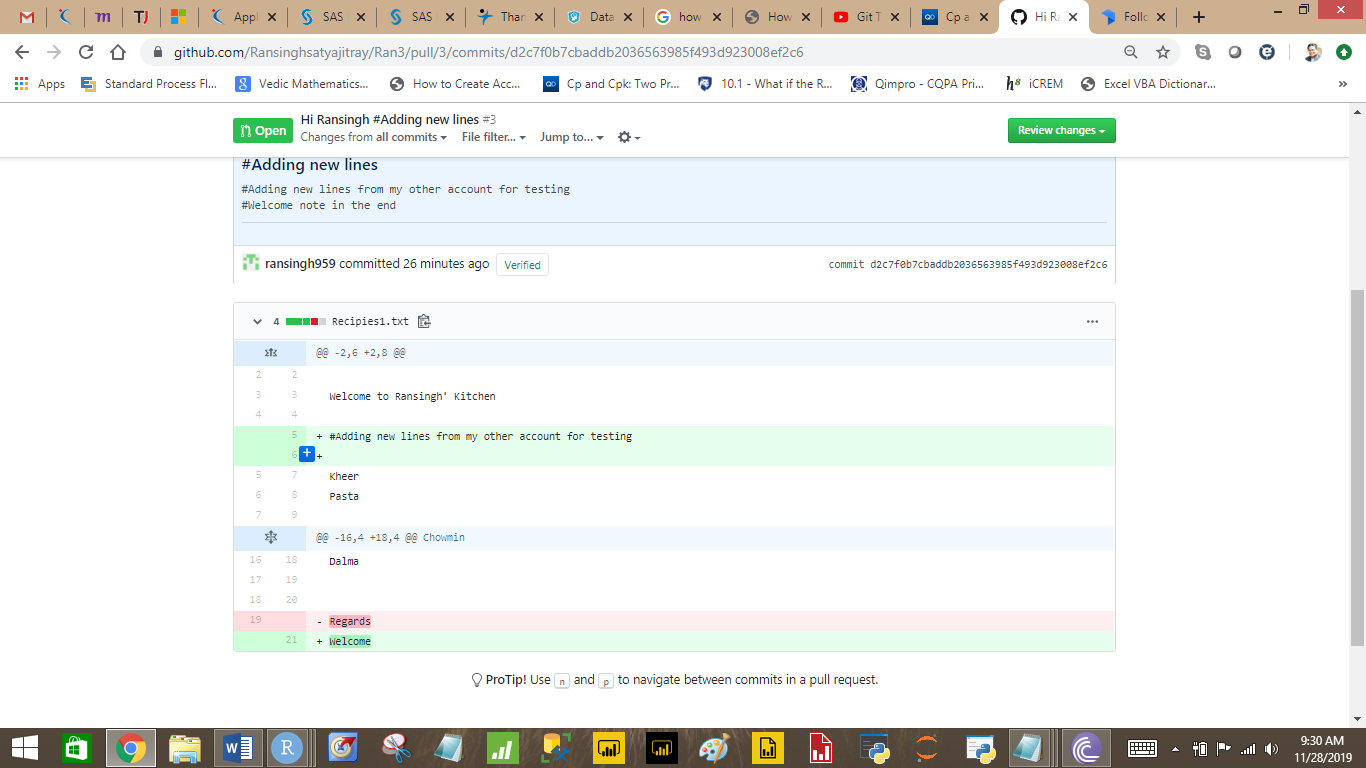 Appl
SAS
SAS
Than
Data
how
How
Git T
Cp a
Hi Ra
Follo
github.com/Ransinghsatyajitray/Ran3/pull/3/commits/d2c7f0b7cbaddb2036563985f493d923008ef2c6
Apps
Standard Process Fl...
Vedic Mathematics...
How to Create Acc...
Cp and Cpk: Two Pr...
10.1 - What if the R...
Qimpro - CQPA Pri...
iCREM
Excel VBA Dictionar...
»
Open
Hi Ransingh #Adding new lines #3
Changes from all commits
File filter...
Jump to...
Review changes
#Adding new lines
#Adding new lines from my other account for testing
#Welcome note in the end
ransingh959 committed 26 minutes ago
Verified
commit d2c7f0b7cbaddb2036563985f493d923008ef2c6
4 Recipies1.txt
@@ -2,6 +2,8 @@
2 2
3 3 Welcome to Ransingh' Kitchen
4 4
5 + #Adding new lines from my other account for testing
6 +
5 7 Kheer
6 8 Pasta
7 9
@@ -16,4 +18,4 @@ Chowmin
16 18 Dalma
17 19
18 20
19 - Regards
21 + Welcome
ProTip! Use n and p to navigate between commits in a pull request.
9:30 AM
11/28/2019